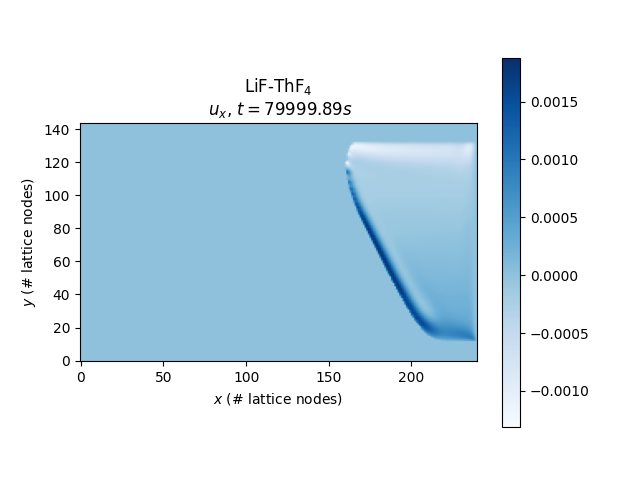 LiF-ThF₄
uₓ, t = 79999.89s
140
120
100
80
60
40
20
0
y (# lattice nodes)
0 50 100 150 200
x (# lattice nodes)
0.0015
0.0010
0.0005
0.0000
−0.0005
−0.0010